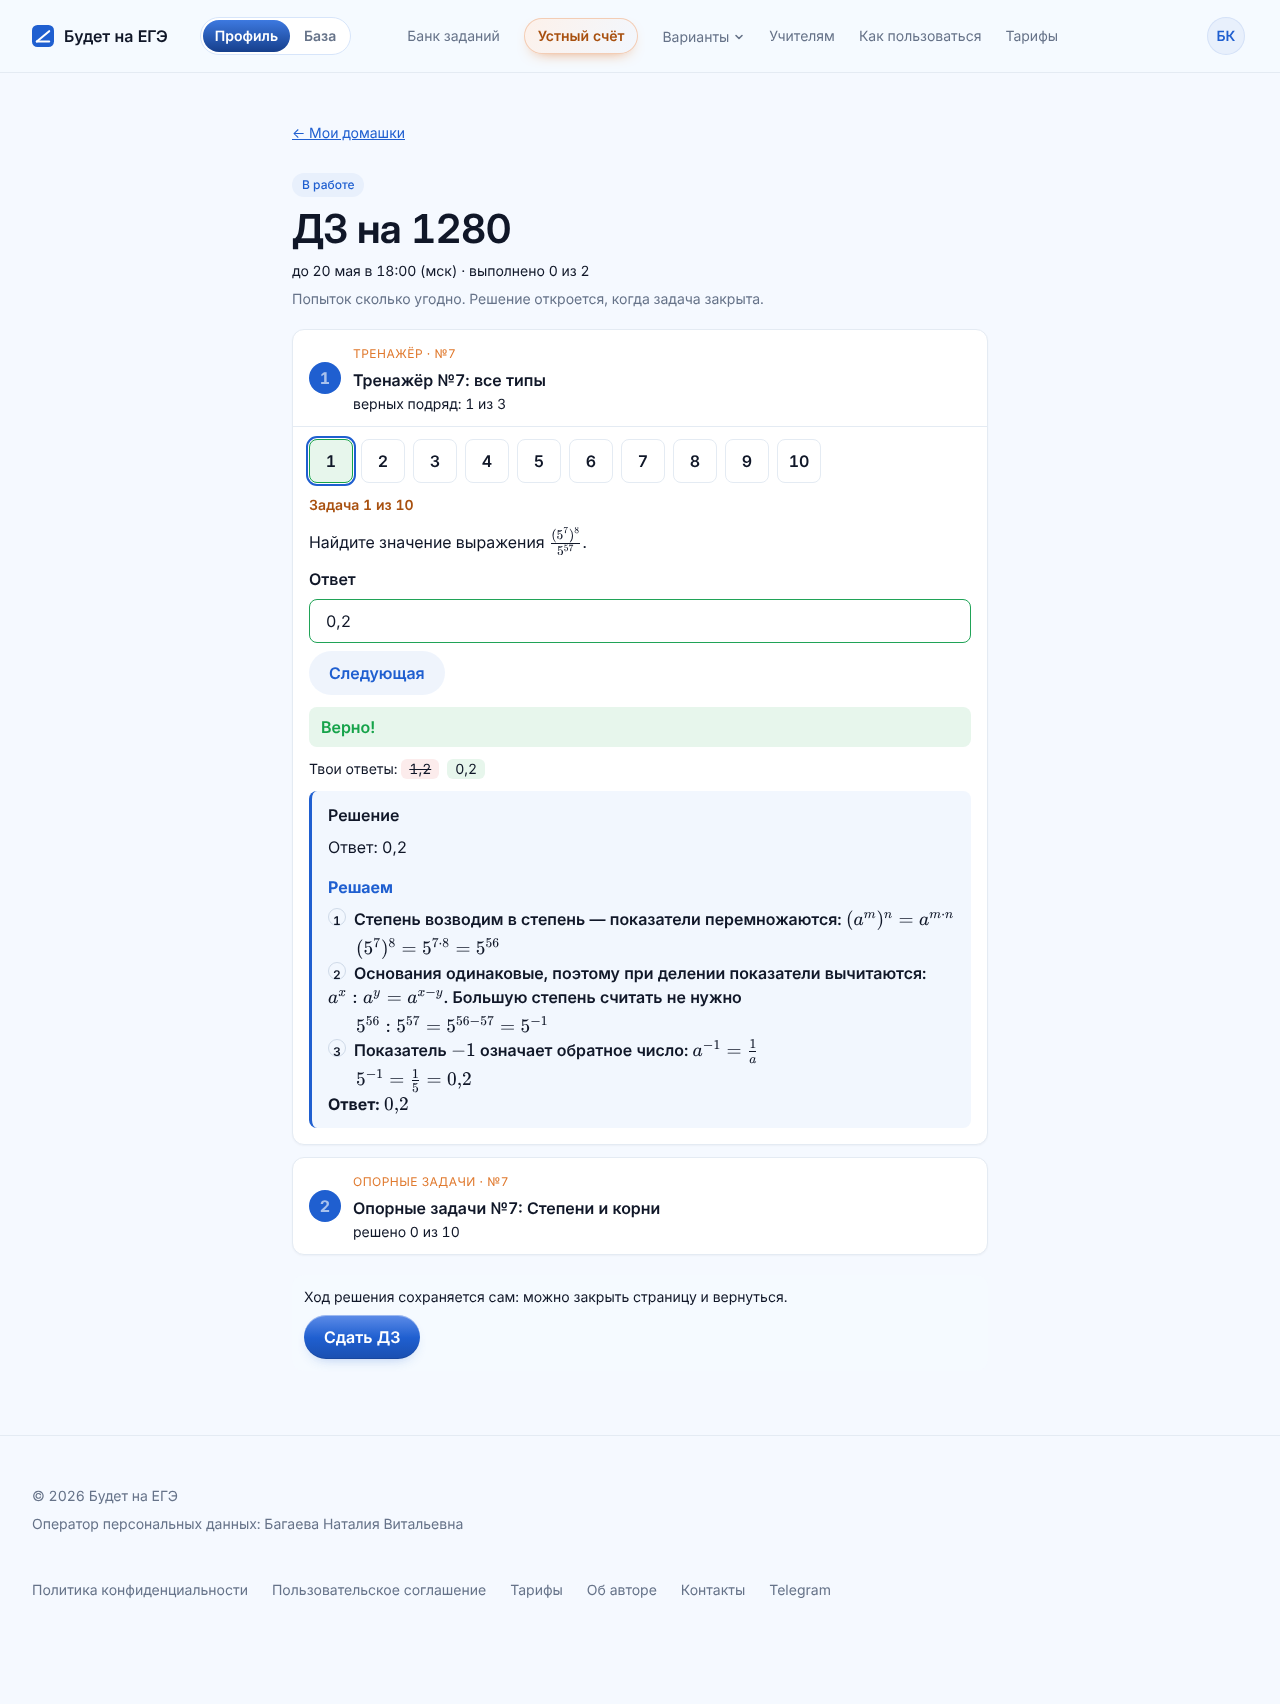 Будет на ЕГЭ
Профиль База
Банк заданий
Устный счёт
Варианты
Учителям
Как пользоваться
Тарифы
БК
← Мои домашки
В работе
ДЗ на 1280
до 20 мая в 18:00 (мск) · выполнено 0 из 2
Попыток сколько угодно. Решение откроется, когда задача закрыта.
1
ТРЕНАЖЁР · №7
Тренажёр №7: все типы
верных подряд: 1 из 3
1 2 3 4 5 6 7 8 9 10
Задача 1 из 10
Найдите значение выражения $\frac{(5^7)^8}{5^{57}}$.
Ответ
0,2
Следующая
Верно!
Твои ответы: 1,2 0,2
Решение
Ответ: 0,2
Решаем
1 Степень возводим в степень — показатели перемножаются: $(a^m)^n = a^{m \cdot n}$
$(5^7)^8 = 5^{7 \cdot 8} = 5^{56}$
2 Основания одинаковые, поэтому при делении показатели вычитаются:
$a^x : a^y = a^{x-y}$. Большую степень считать не нужно
$5^{56} : 5^{57} = 5^{56-57} = 5^{-1}$
3 Показатель $-1$ означает обратное число: $a^{-1} = \frac{1}{a}$
$5^{-1} = \frac{1}{5} = 0,2$
Ответ: 0,2
2
ОПОРНЫЕ ЗАДАЧИ · №7
Опорные задачи №7: Степени и корни
решено 0 из 10
Ход решения сохраняется сам: можно закрыть страницу и вернуться.
Сдать ДЗ
© 2026 Будет на ЕГЭ
Оператор персональных данных: Багаева Наталия Витальевна
Политика конфиденциальности
Пользовательское соглашение
Тарифы
Об авторе
Контакты
Telegram